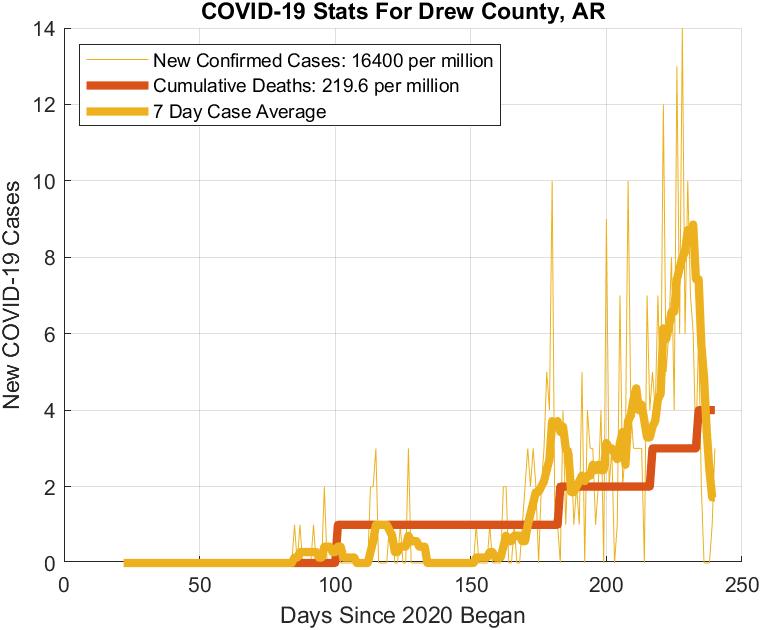 COVID-19 Stats For Drew County, AR
New Confirmed Cases: 16400 per million
Cumulative Deaths: 219.6 per million
7 Day Case Average
New COVID-19 Cases
14
12
10
8
6
4
2
0
0 50 100 150 200 250
Days Since 2020 Began